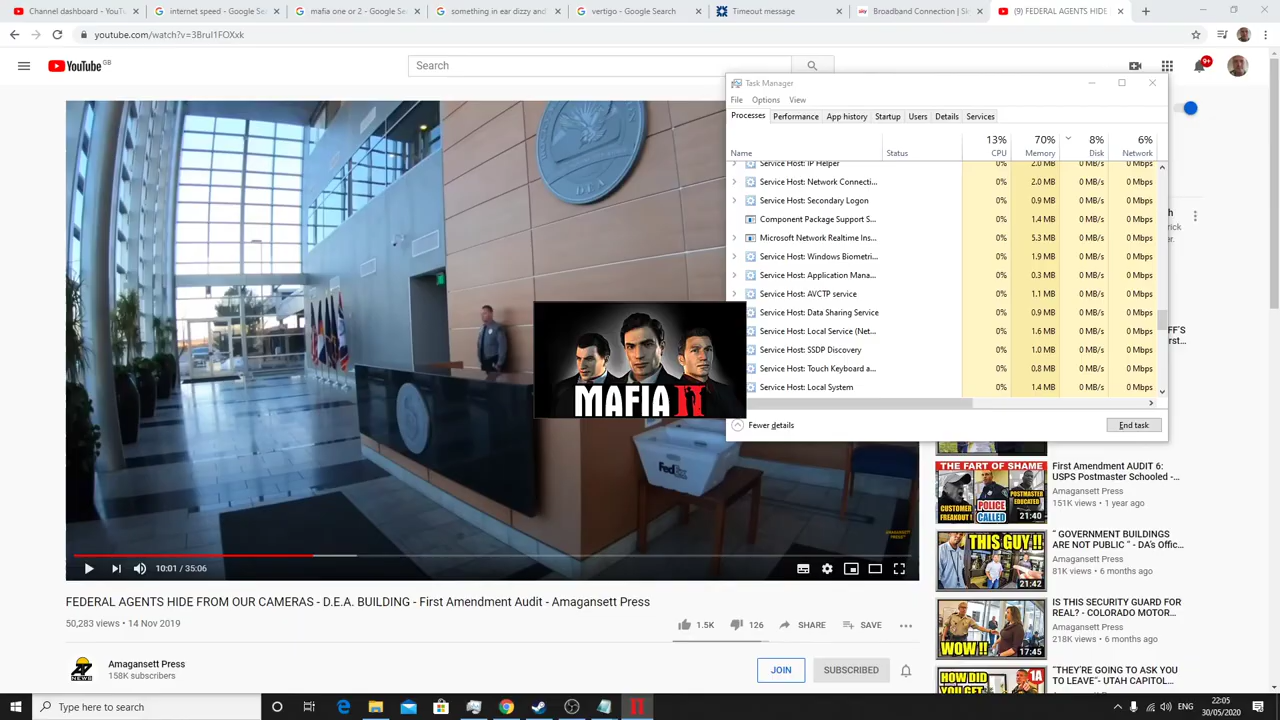 Channel dashboard - YouTu
internet speed - Google Se
mafia one or 2 - Google Se
something in ear dizzy and
vertigo - Google Search
Timeout message
Broadband Connection | Sk
(9) FEDERAL AGENTS HIDE
youtube.com/watch?v=3BruI1FOXxk
YouTube GB
Search
9+
Task Manager
File Options View
Processes Performance App history Startup Users Details Services
13% 70% 8% 6%
Name Status CPU Memory Disk Network
Service Host: IP Helper 0% 2.0 MB 0 MB/s 0 Mbps
Service Host: Network Connecti... 0% 2.0 MB 0 MB/s 0 Mbps
Service Host: Secondary Logon 0% 0.9 MB 0 MB/s 0 Mbps
Component Package Support S... 0% 1.4 MB 0 MB/s 0 Mbps
Microsoft Network Realtime Ins... 0% 5.3 MB 0 MB/s 0 Mbps
Service Host: Windows Biometri... 0% 1.9 MB 0 MB/s 0 Mbps
Service Host: Application Mana... 0% 0.3 MB 0 MB/s 0 Mbps
Service Host: AVCTP service 0% 1.1 MB 0 MB/s 0 Mbps
Service Host: Data Sharing Service 0% 0.9 MB 0 MB/s 0 Mbps
Service Host: Local Service (Net... 0% 1.6 MB 0 MB/s 0 Mbps
Service Host: SSDP Discovery 0% 1.0 MB 0 MB/s 0 Mbps
Service Host: Touch Keyboard a... 0% 0.8 MB 0 MB/s 0 Mbps
Service Host: Local System 0% 1.4 MB 0 MB/s 0 Mbps
Fewer details
End task
MAFIA II
FedEx
AMAGANSETT
PRESS
10:01 / 35:06
FEDERAL AGENTS HIDE FROM OUR CAMERAS - D.E.A. BUILDING - First Amendment Audit - Amagansett Press
50,283 views • 14 Nov 2019
1.5K 126 SHARE SAVE
Amagansett Press
158K subscribers
JOIN
SUBSCRIBED
THE FART OF SHAME
CUSTOMER FREAKOUT!
POLICE CALLED
POSTMASTER EDUCATED
21:40
First Amendment AUDIT 6:
USPS Postmaster Schooled -...
Amagansett Press
151K views • 1 year ago
THIS GUY!!
21:42
“ GOVERNMENT BUILDINGS
ARE NOT PUBLIC “ - DA's Offic...
Amagansett Press
81K views • 6 months ago
WOW !!
17:45
IS THIS SECURITY GUARD FOR
REAL? - COLORADO MOTOR...
Amagansett Press
218K views • 6 months ago
HOW DID
“THEY'RE GOING TO ASK YOU
TO LEAVE”- UTAH CAPITOL...
Type here to search
ENG
22:05
30/05/2020